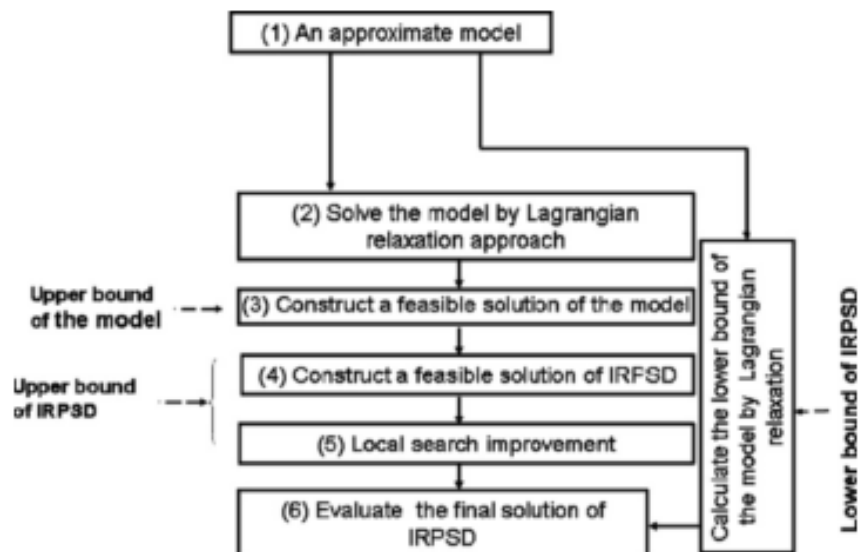 (1) An approximate model
(2) Solve the model by Lagrangian
relaxation approach
Upper bound
of the model
(3) Construct a feasible solution of the model
(4) Construct a feasible solution of IRPSD
Upper bound
of IRPSD
(5) Local search improvement
(6) Evaluate the final solution of
IRPSD
Calculate the lower bound of
the model by Lagrangian
relaxation
Lower bound of IRPSD